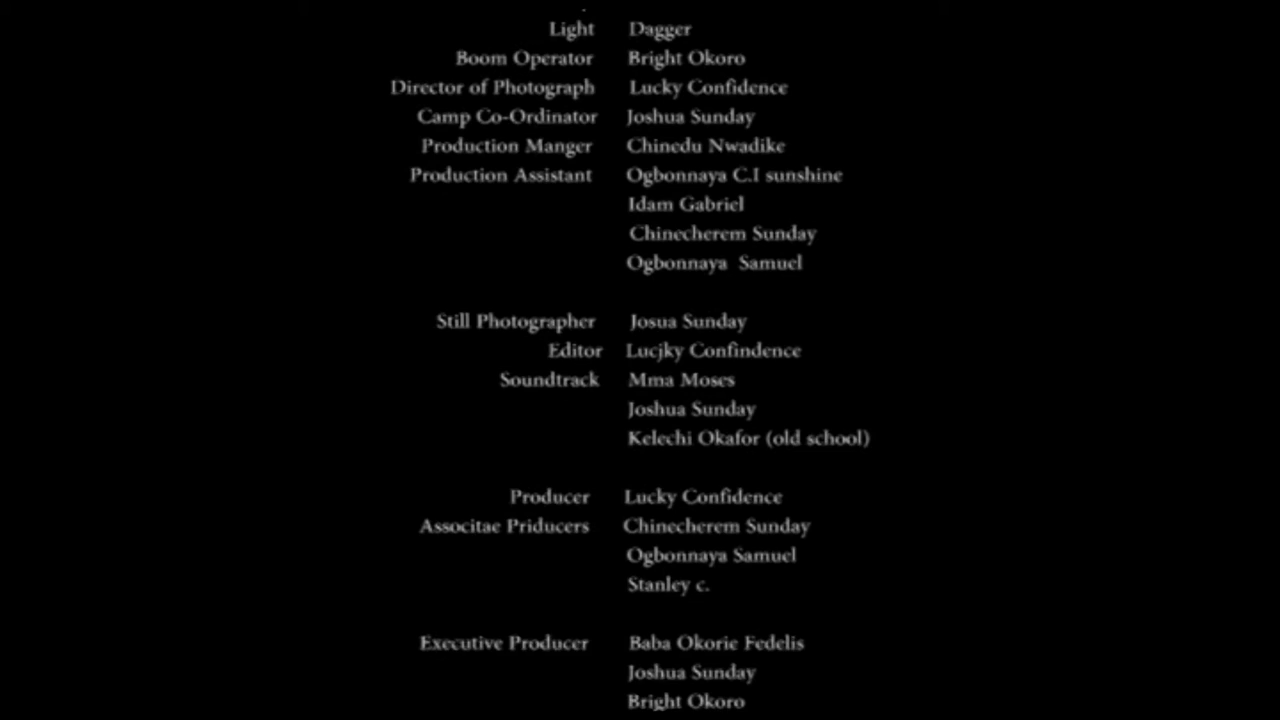 Light Dagger
Boom Operator Bright Okoro
Director of Photograph Lucky Confidence
Camp Co-Ordinator Joshua Sunday
Production Manger Chinedu Nwadike
Production Assistant Ogbonnaya C.I sunshine
Idam Gabriel
Chinecherem Sunday
Ogbonnaya Samuel
Still Photographer Josua Sunday
Editor Lucjky Confindence
Soundtrack Mma Moses
Joshua Sunday
Kelechi Okafor (old school)
Producer Lucky Confidence
Associtae Priducers Chinecherem Sunday
Ogbonnaya Samuel
Stanley c.
Executive Producer Baba Okorie Fedelis
Joshua Sunday
Bright Okoro